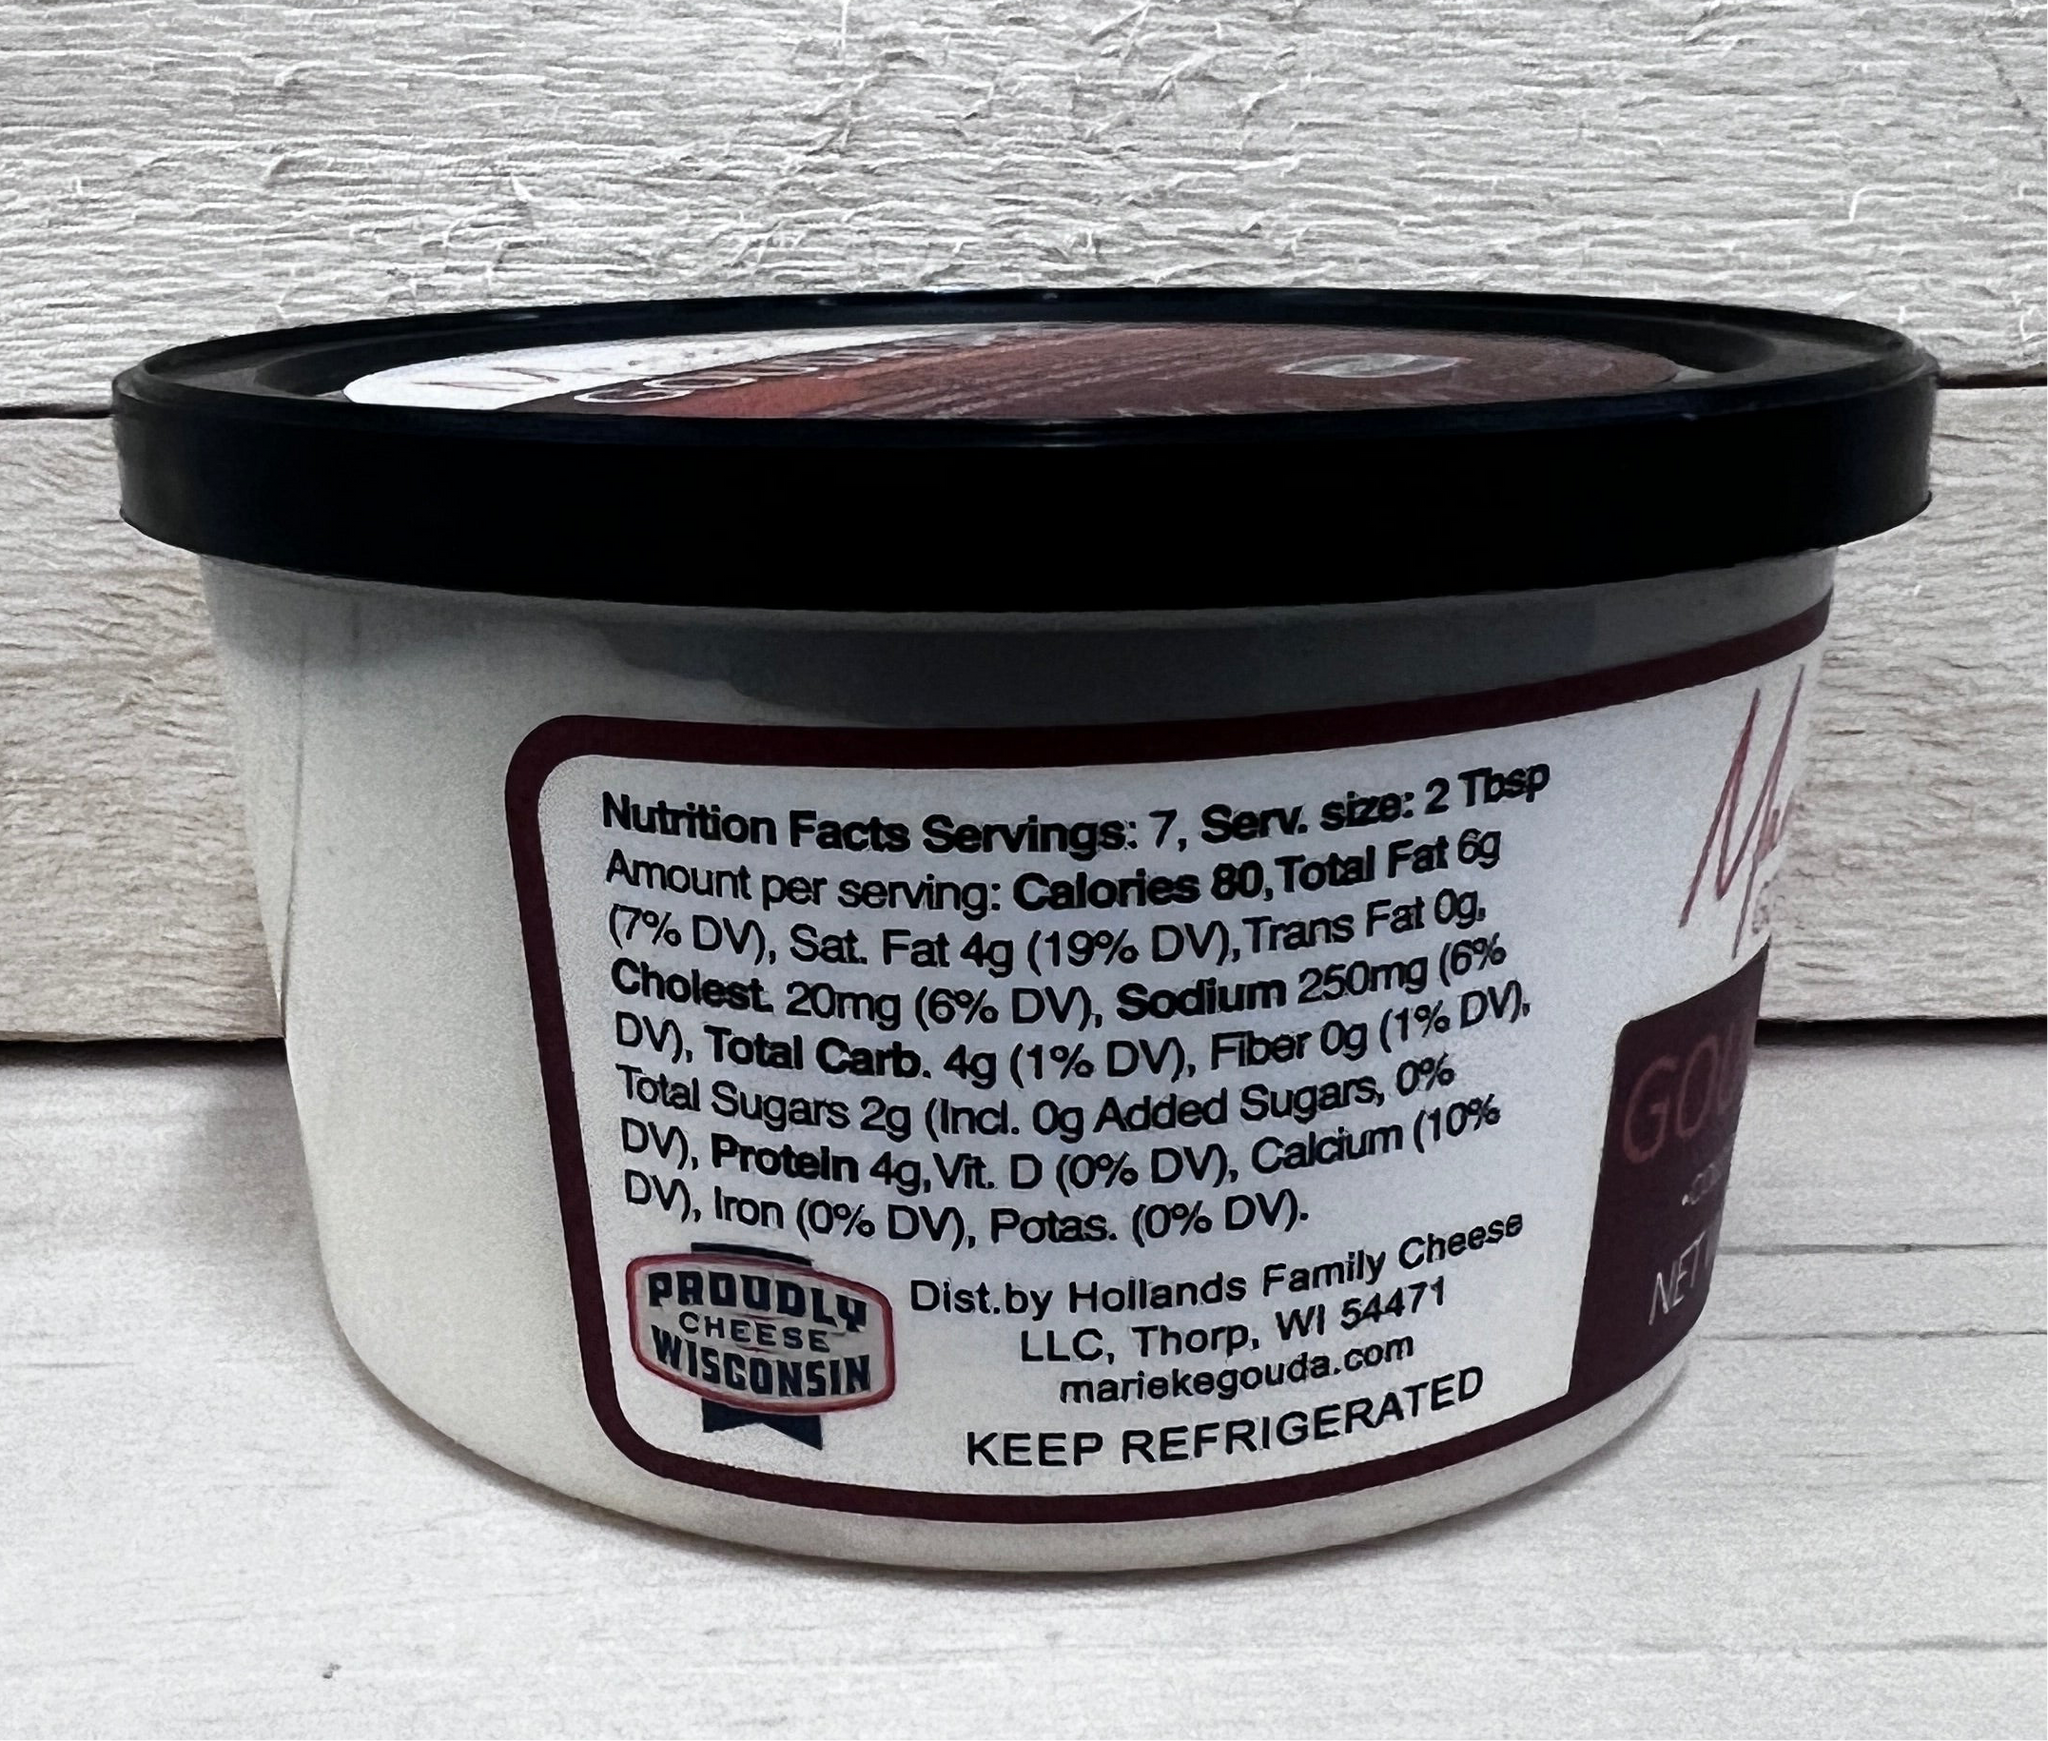 Nutrition Facts Servings: 7, Serv. size: 2 Tbsp
Amount per serving: Calories 80, Total Fat 6g
(7% DV), Sat. Fat 4g (19% DV), Trans Fat 0g,
Cholest. 20mg (6% DV), Sodium 250mg (6%
DV), Total Carb. 4g (1% DV), Fiber 0g (1% DV),
Total Sugars 2g (Incl. 0g Added Sugars, 0%
DV), Protein 4g, Vit. D (0% DV), Calcium (10%
DV), Iron (0% DV), Potas. (0% DV).
PROUDLY
CHEESE
WISCONSIN
Dist.by Hollands Family Cheese
LLC, Thorp, WI 54471
mariekegouda.com
KEEP REFRIGERATED
GOU
NET